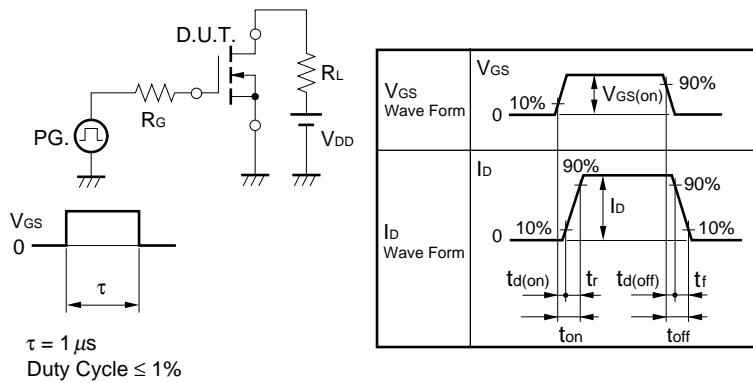 D.U.T.
RL
RG
PG.
VDD
VGS
0
τ
τ = 1 μs
Duty Cycle ≤ 1%
VGS
Wave Form
VGS
10%
0
VGS(on)
90%
ID
Wave Form
ID
90%
90%
ID
10%
10%
0
td(on) tr td(off) tf
ton toff